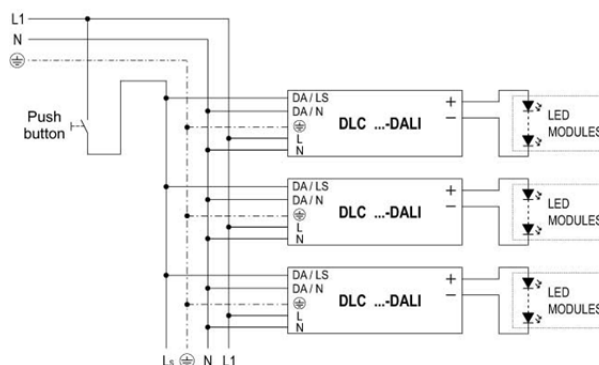 L1
N
Push
button
DA / LS
DA / N
L
N
DLC ...-DALI
+
−
LED
MODULES
DA / LS
DA / N
L
N
DLC ...-DALI
+
−
LED
MODULES
DA / LS
DA / N
L
N
DLC ...-DALI
+
−
LED
MODULES
Ls N L1